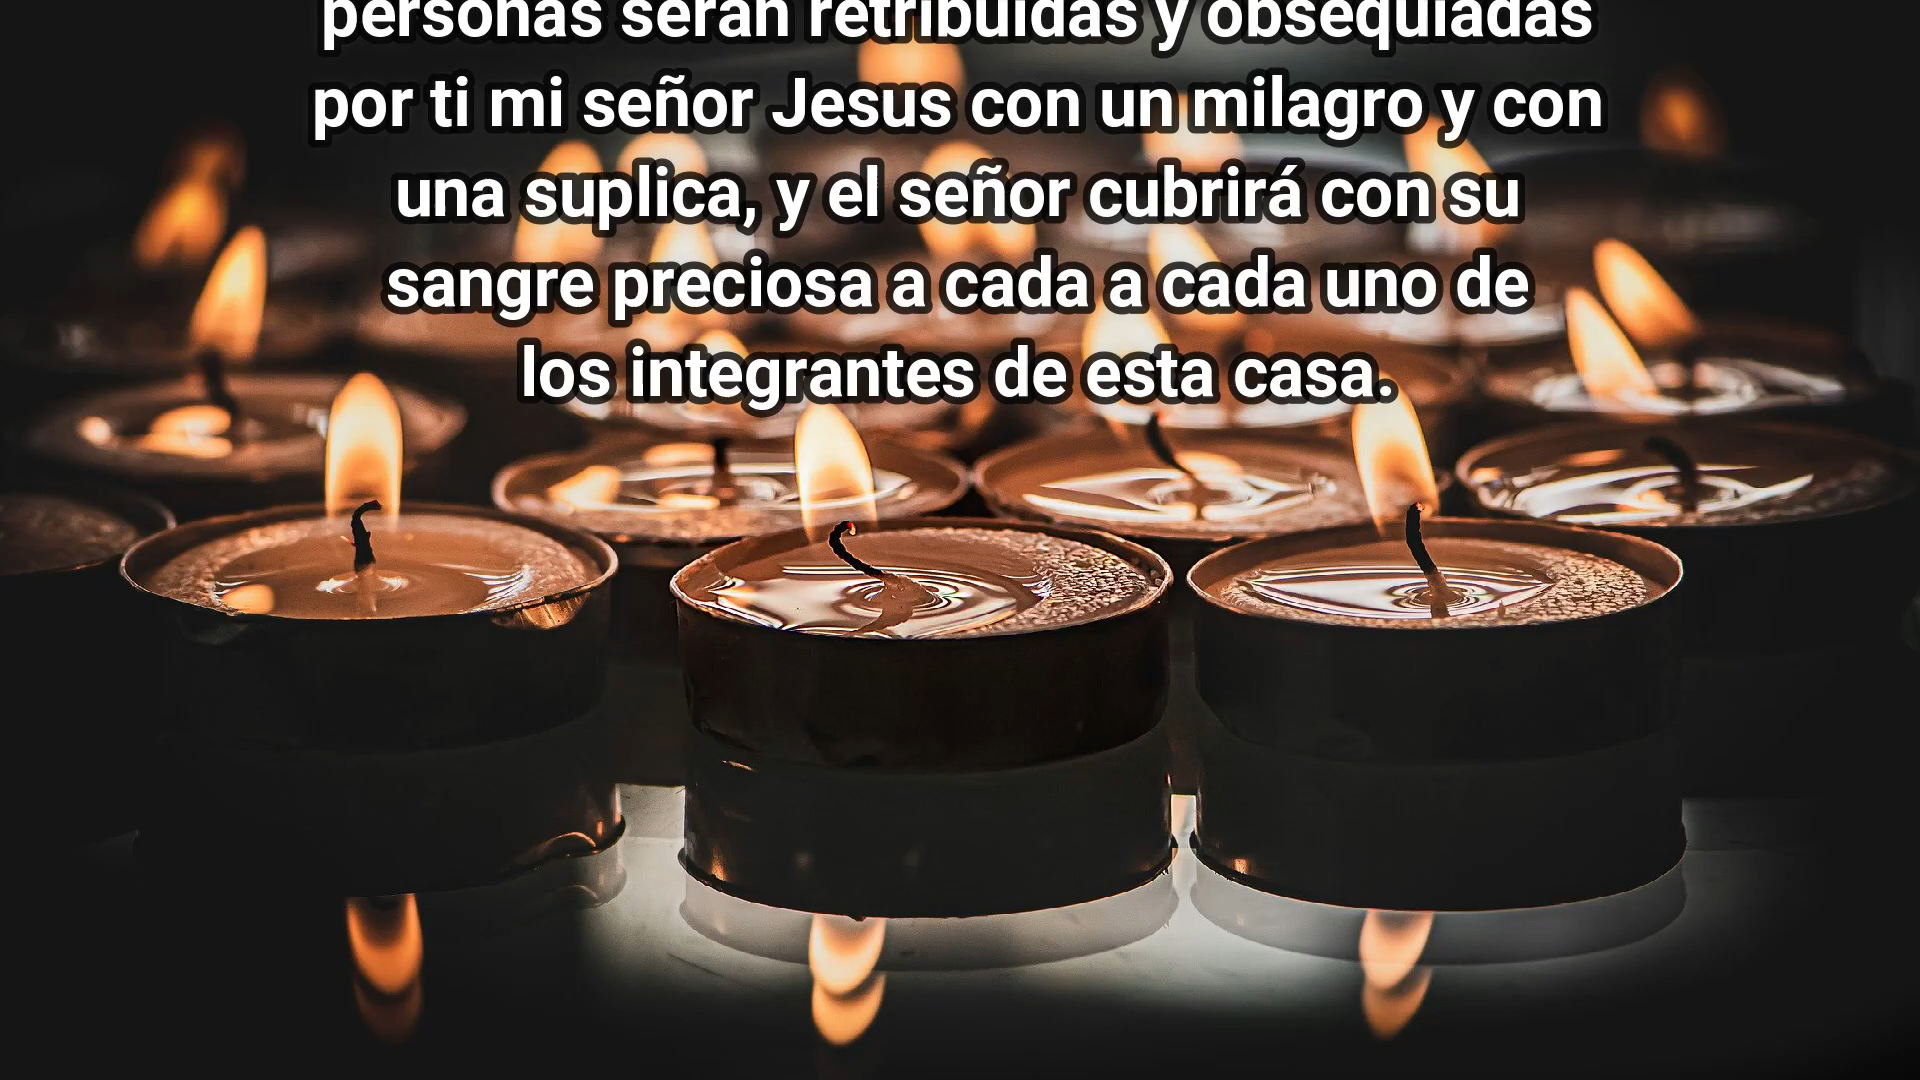 personas serán retribuidas y obsequiadas
por ti mi señor Jesus con un milagro y con
una suplica, y el señor cubrirá con su
sangre preciosa a cada a cada uno de
los integrantes de esta casa.